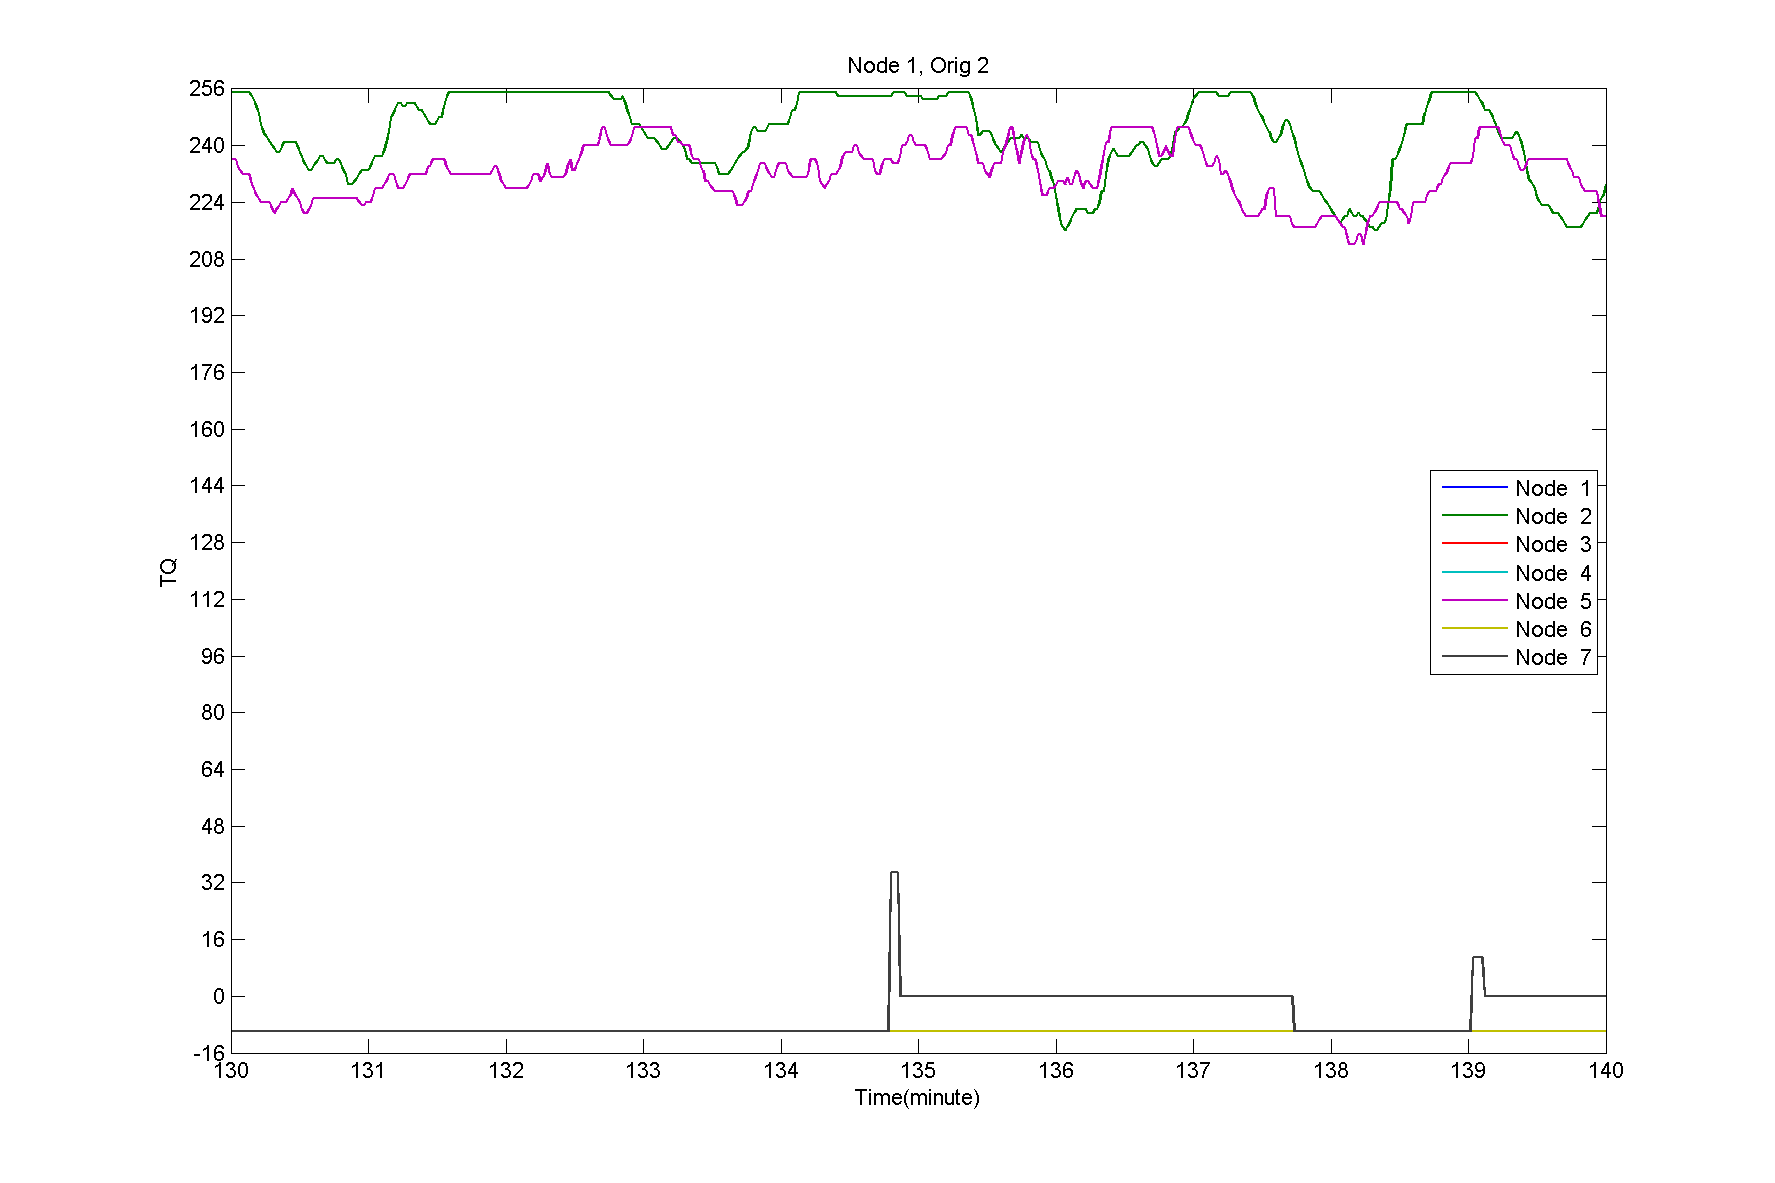 Node 1, Orig 2
256
240
224
208
192
176
160
144
128
112
96
80
64
48
32
16
0
-16
TQ
Node 1
Node 2
Node 3
Node 4
Node 5
Node 6
Node 7
130 131 132 133 134 135 136 137 138 139 140
Time(minute)